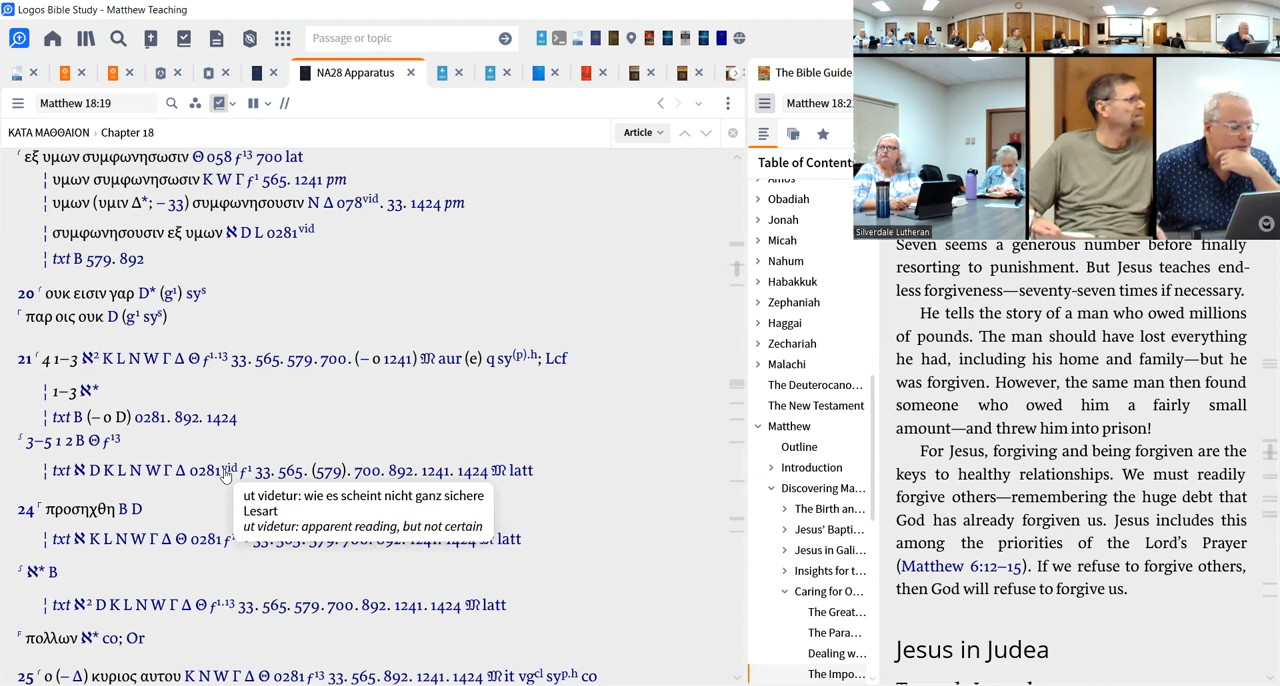 Logos Bible Study - Matthew Teaching
Passage or topic
NA28 Apparatus
The Bible Guide
Matthew 18:19
Matthew 18:2
ΚΑΤΑ ΜΑΘΘΑΙΟΝ › Chapter 18
Article
⸂ εξ υμων συμφωνησωσιν Θ 058 ƒ¹³ 700 lat
¦ υμων συμφωνησωσιν K W Γ ƒ¹ 565. 1241 pm
¦ υμων (υμιν Δ*; – 33) συμφωνησουσιν N Δ 078ᵛⁱᵈ. 33. 1424 pm
¦ συμφωνησουσιν εξ υμων ℵ D L 0281ᵛⁱᵈ
¦ txt B 579. 892
20 ⸂ ουκ εισιν γαρ D* (g¹) syˢ
⸀ παρ οις ουκ D (g¹ syˢ)
21 ⸂ 4 1–3 ℵ² K L N W Γ Δ Θ ƒ¹·¹³ 33. 565. 579. 700. (– ο 1241) 𝔐 aur (e) q sy⁽ᵖ⁾·ʰ; Lcf
¦ 1–3 ℵ*
¦ txt B (– ο D) 0281. 892. 1424
ˢ 3–5 1 2 B Θ ƒ¹³
¦ txt ℵ D K L N W Γ Δ 0281ᵛⁱᵈ ƒ¹ 33. 565. (579). 700. 892. 1241. 1424 𝔐 latt
ut videtur: wie es scheint nicht ganz sichere
Lesart
ut videtur: apparent reading, but not certain
24 ⸀ προσηχθη B D
¦ txt ℵ K L N W Γ Δ Θ 0281 ƒ latt
ˢ ℵ* B
¦ txt ℵ² D K L N W Γ Δ Θ ƒ¹·¹³ 33. 565. 579. 700. 892. 1241. 1424 𝔐 latt
⸀ πολλων ℵ* co; Or
25 ⸂ ο (– Δ) κυριος αυτου K N W Γ Δ Θ 0281 ƒ¹³ 33. 565. 579. 700. 892. 1241. 1424 𝔐 it vgᶜˡ syᵖ·ʰ co
Table of Content
Amos
Obadiah
Jonah
Micah
Nahum
Habakkuk
Zephaniah
Haggai
Zechariah
Malachi
The Deuterocano…
The New Testament
Matthew
Outline
Introduction
Discovering Ma…
The Birth an…
Jesus' Bapti…
Jesus in Gali…
Insights for t…
Caring for O…
The Great…
The Para…
Dealing w…
The Impo…
Silverdale Lutheran
Seven seems a generous number before finally
resorting to punishment. But Jesus teaches end-
less forgiveness—seventy-seven times if necessary.
He tells the story of a man who owed millions
of pounds. The man should have lost everything
he had, including his home and family—but he
was forgiven. However, the same man then found
someone who owed him a fairly small
amount—and threw him into prison!
For Jesus, forgiving and being forgiven are the
keys to healthy relationships. We must readily
forgive others—remembering the huge debt that
God has already forgiven us. Jesus includes this
among the priorities of the Lord's Prayer
(Matthew 6:12–15). If we refuse to forgive others,
then God will refuse to forgive us.
Jesus in Judea